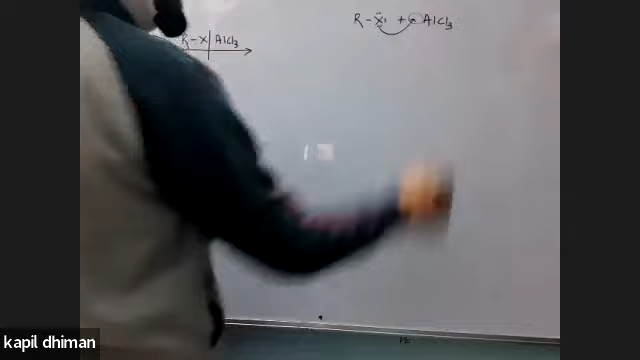 R-Ẍ: + AlCl3
R-X | AlCl3
kapil dhiman